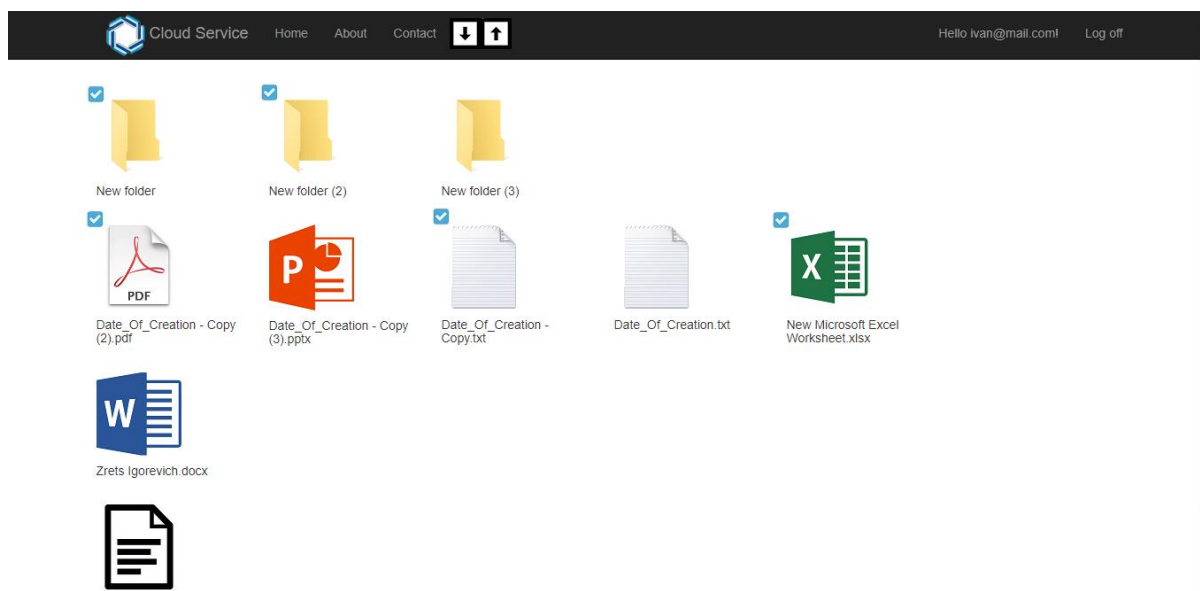 Cloud Service Home About Contact Hello ivan@mail.com! Log off
New folder New folder (2) New folder (3)
PDF P X
Date_Of_Creation - Copy (2).pdf
Date_Of_Creation - Copy (3).pptx
Date_Of_Creation - Copy.txt
Date_Of_Creation.txt
New Microsoft Excel Worksheet.xlsx
W
Zrets Igorevich.docx